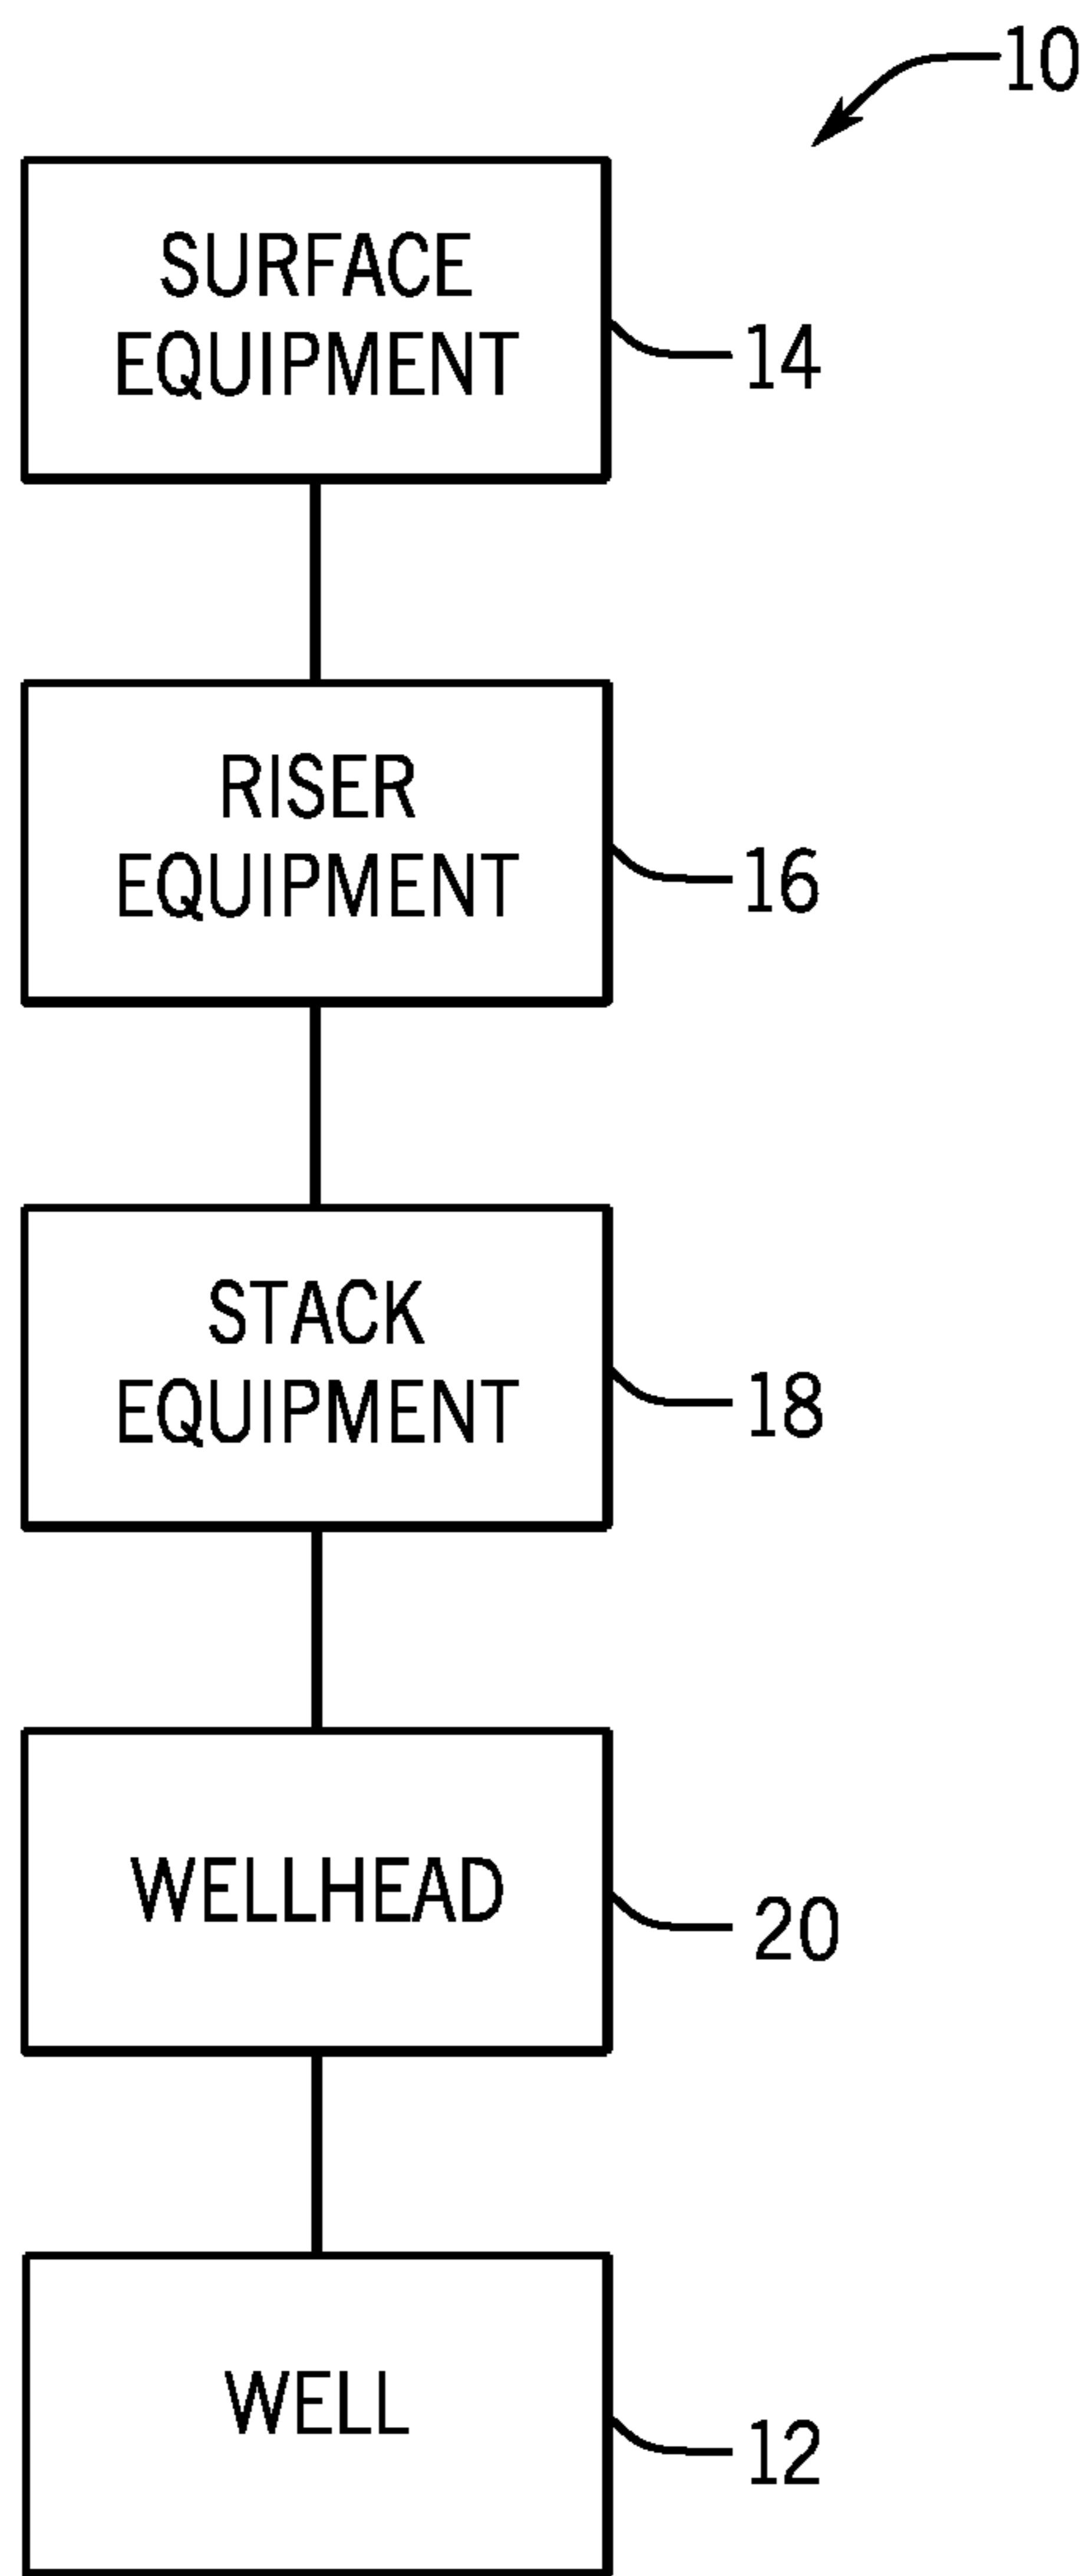 10
SURFACE
EQUIPMENT
14
RISER
EQUIPMENT
16
STACK
EQUIPMENT
18
WELLHEAD
20
WELL
12